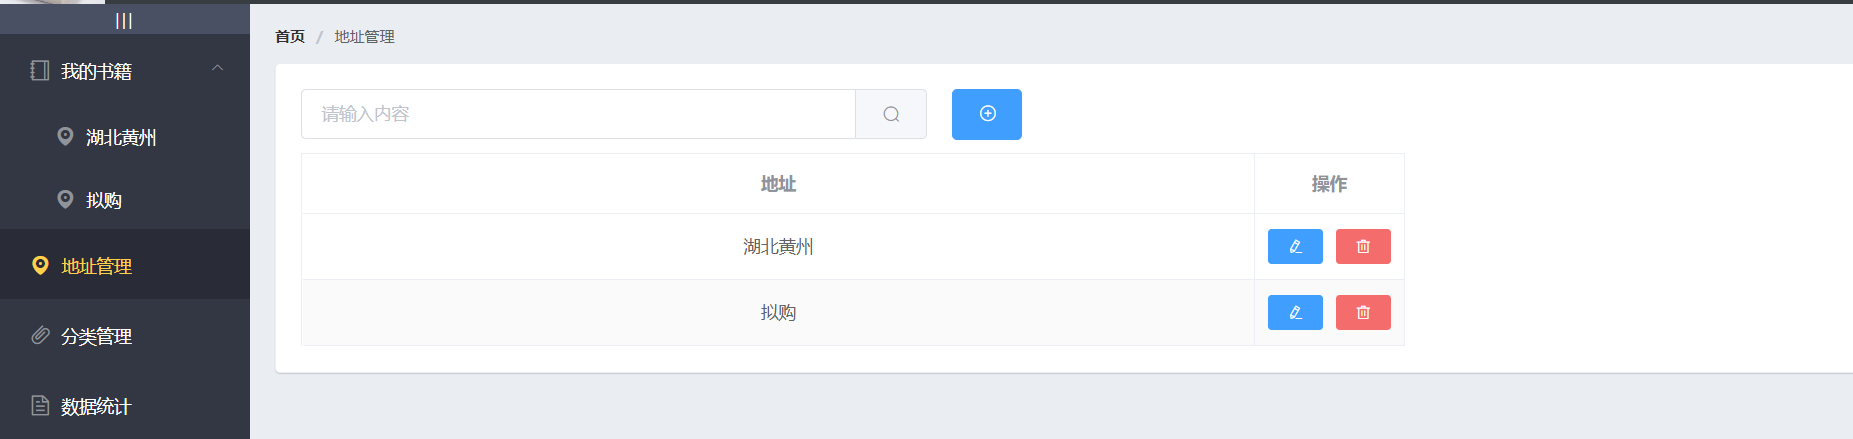 |||
我的书籍
湖北黄州
拟购
地址管理
分类管理
数据统计
首页 / 地址管理
请输入内容
地址 操作
湖北黄州
拟购